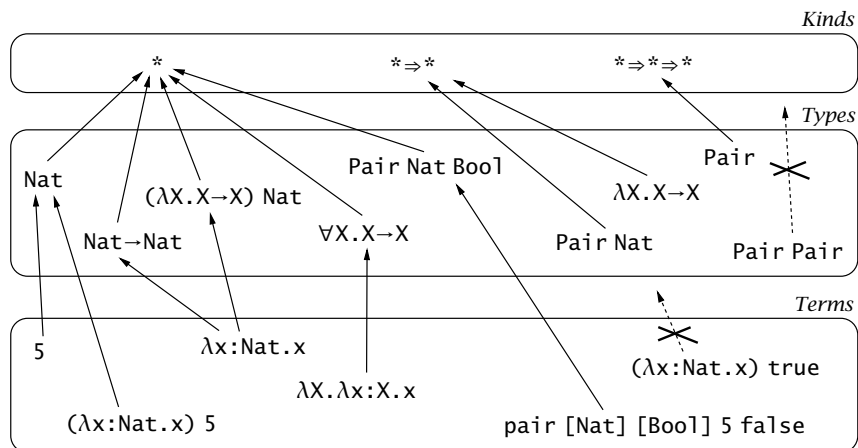 Kinds
* *⇒* *⇒*⇒*
Types
Nat
(λX.X→X) Nat
Nat→Nat
∀X.X→X
Pair Nat Bool
λX.X→X
Pair
Pair Nat
Pair Pair
Terms
5
λx:Nat.x
(λx:Nat.x) true
λX.λx:X.x
(λx:Nat.x) 5
pair [Nat] [Bool] 5 false